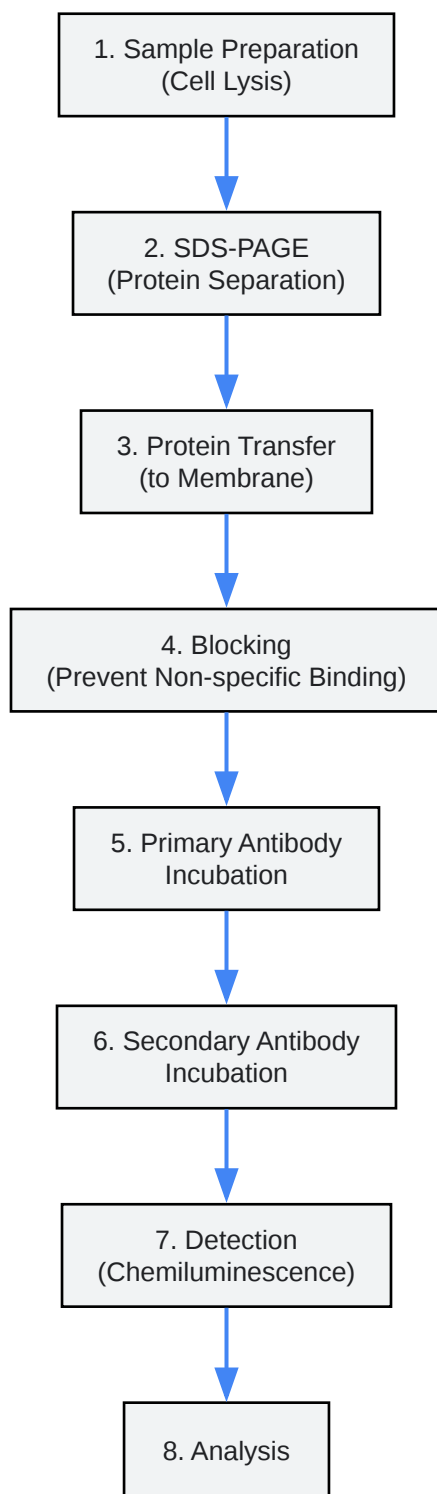 1. Sample Preparation
(Cell Lysis)
2. SDS-PAGE
(Protein Separation)
3. Protein Transfer
(to Membrane)
4. Blocking
(Prevent Non-specific Binding)
5. Primary Antibody
Incubation
6. Secondary Antibody
Incubation
7. Detection
(Chemiluminescence)
8. Analysis